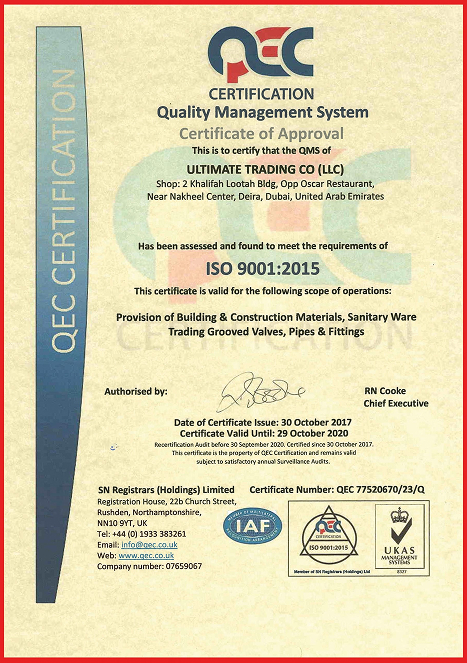 QEC
CERTIFICATION
Quality Management System
Certificate of Approval
This is to certify that the QMS of
ULTIMATE TRADING CO (LLC)
Shop: 2 Khalifah Lootah Bldg, Opp Oscar Restaurant,
Near Nakheel Center, Deira, Dubai, United Arab Emirates
Has been assessed and found to meet the requirements of
ISO 9001:2015
This certificate is valid for the following scope of operations:
Provision of Building & Construction Materials, Sanitary Ware
Trading Grooved Valves, Pipes & Fittings
QEC CERTIFICATION
Authorised by:
RN Cooke
Chief Executive
Date of Certificate Issue: 30 October 2017
Certificate Valid Until: 29 October 2020
Recertification Audit before 30 September 2020. Certified since 30 October 2017.
This certificate is the property of QEC Certification and remains valid
subject to satisfactory annual Surveillance Audits.
SN Registrars (Holdings) Limited
Registration House, 22b Church Street,
Rushden, Northamptonshire,
NN10 9YT, UK
Tel: +44 (0) 1933 383261
Email: info@qec.co.uk
Web: www.qec.co.uk
Company number: 07659067
Certificate Number: QEC 77520670/23/Q
IAF
QEC
CERTIFICATION
ISO 9001:2015
Member of SN Registrars (Holdings) Ltd
UKAS
MANAGEMENT
SYSTEMS
8327